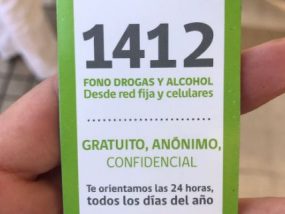 1412
FONO DROGAS Y ALCOHOL
Desde red fija y celulares
GRATUITO, ANÓNIMO,
CONFIDENCIAL
Te orientamos las 24 horas,
todos los días del año